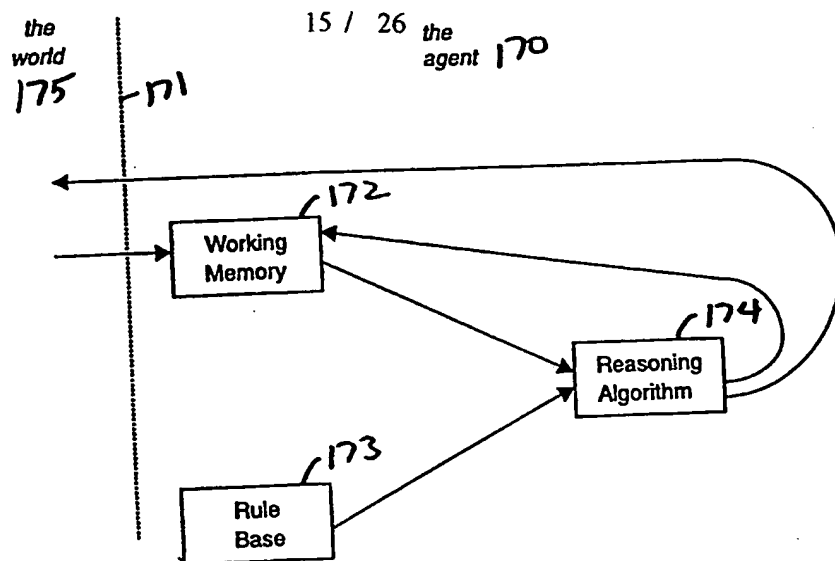 the
world
175
171
15 / 26
the
agent 170
172
Working
Memory
174
Reasoning
Algorithm
173
Rule
Base